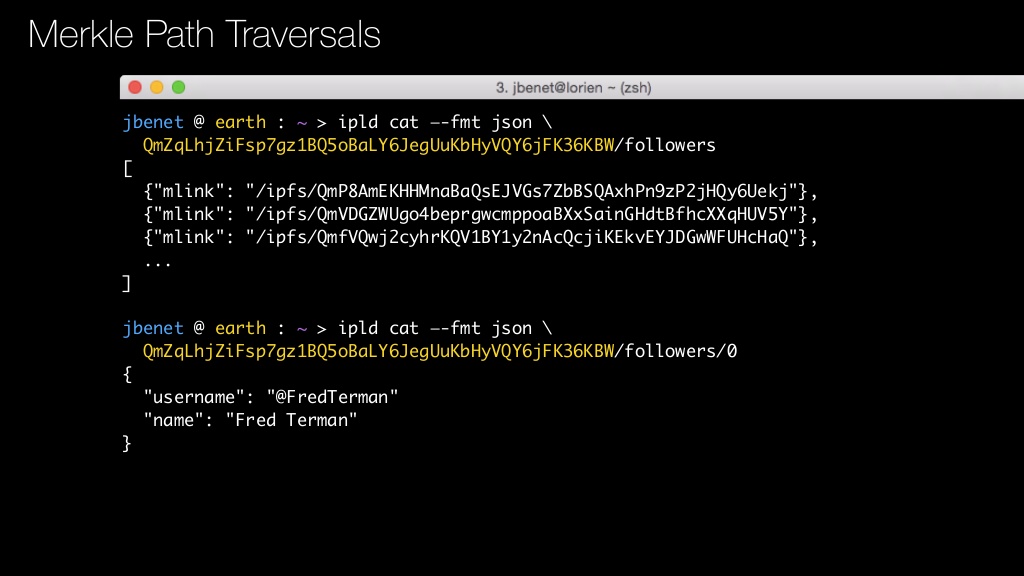 Merkle Path Traversals
3. jbenet@lorien ~ (zsh)
jbenet @ earth : ~ > ipld cat —-fmt json \
QmZqLhjZiFsp7gz1BQ5oBaLY6JegUuKbHyVQY6jFK36KBW/followers
[
{"mlink": "/ipfs/QmP8AmEKHHMnaBaQsEJVGs7ZbBSQAxhPn9zP2jHQy6Uekj"},
{"mlink": "/ipfs/QmVDGZWUgo4beprgwcmppoaBXxSainGHdtBfhcXXqHUV5Y"},
{"mlink": "/ipfs/QmfVQwj2cyhrKQV1BY1y2nAcQcjiKEkvEYJDGwWFUHcHaQ"},
...
]
jbenet @ earth : ~ > ipld cat —-fmt json \
QmZqLhjZiFsp7gz1BQ5oBaLY6JegUuKbHyVQY6jFK36KBW/followers/0
{
"username": "@FredTerman"
"name": "Fred Terman"
}